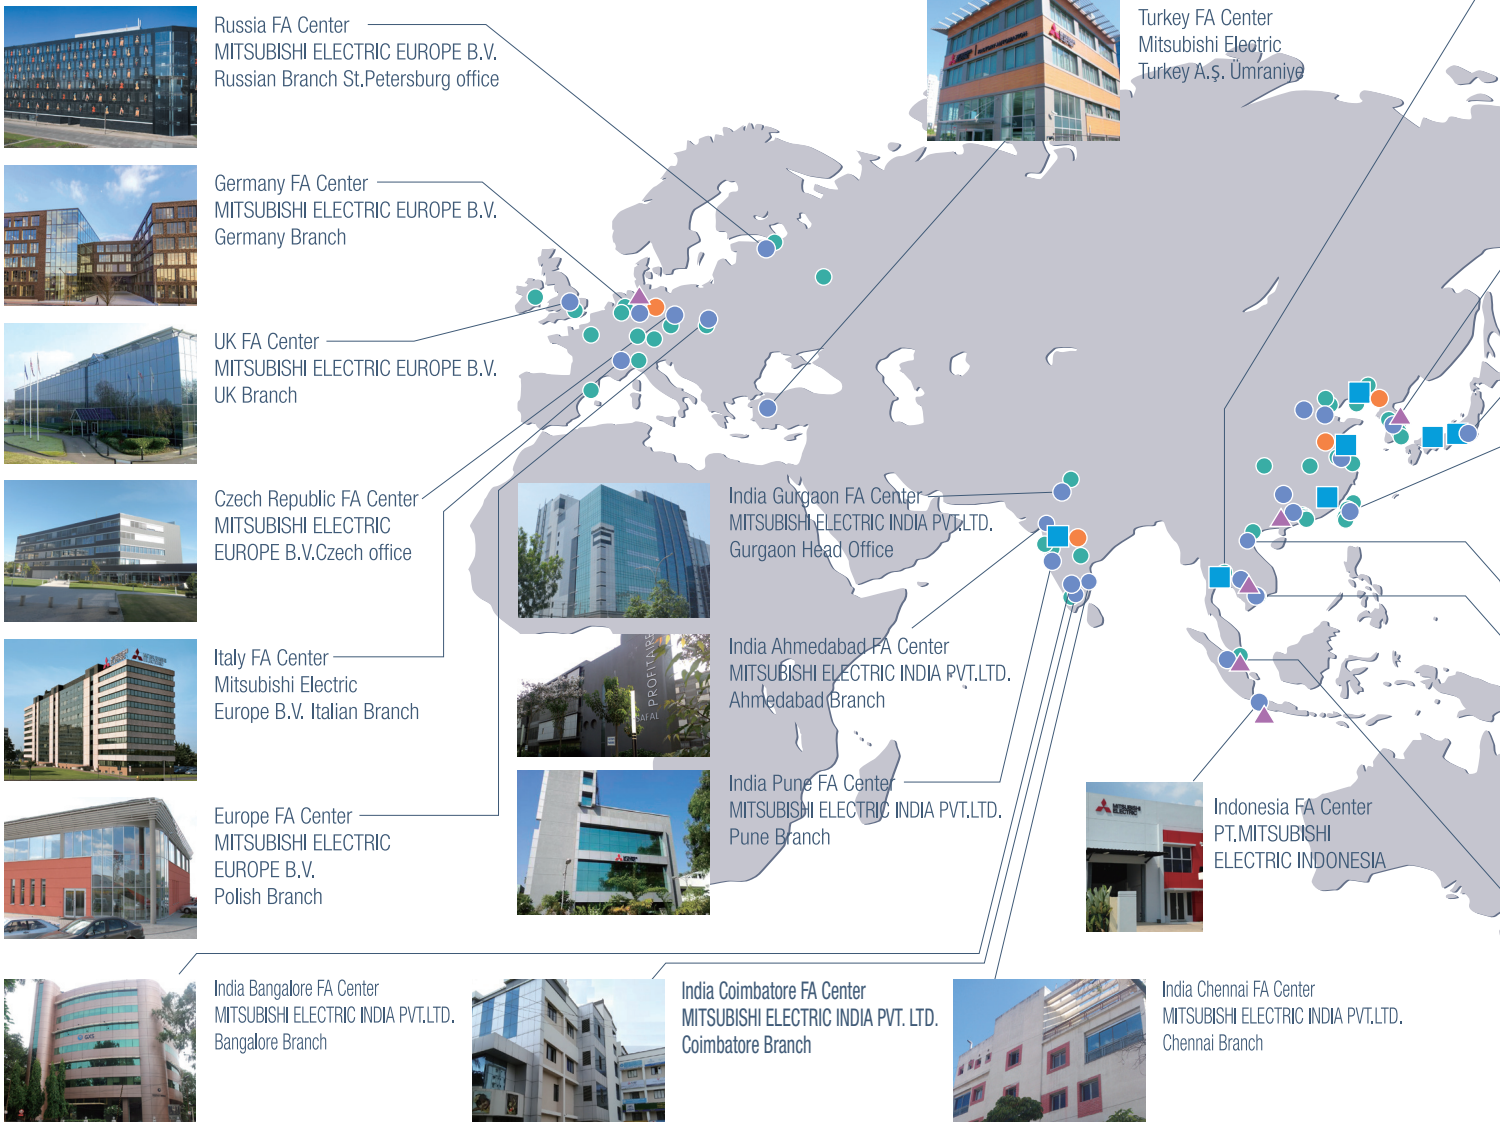 Russia FA Center
MITSUBISHI ELECTRIC EUROPE B.V.
Russian Branch St.Petersburg office
Turkey FA Center
Mitsubishi Electric
Turkey A.Ş. Ümraniye
Germany FA Center
MITSUBISHI ELECTRIC EUROPE B.V.
Germany Branch
UK FA Center
MITSUBISHI ELECTRIC EUROPE B.V.
UK Branch
Czech Republic FA Center
MITSUBISHI ELECTRIC
EUROPE B.V.Czech office
Italy FA Center
Mitsubishi Electric
Europe B.V. Italian Branch
Europe FA Center
MITSUBISHI ELECTRIC
EUROPE B.V.
Polish Branch
India Gurgaon FA Center
MITSUBISHI ELECTRIC INDIA PVT.LTD.
Gurgaon Head Office
PROFITAIRE
SAFAL
India Ahmedabad FA Center
MITSUBISHI ELECTRIC INDIA PVT.LTD.
Ahmedabad Branch
India Pune FA Center
MITSUBISHI ELECTRIC INDIA PVT.LTD.
Pune Branch
MITSUBISHI
ELECTRIC
Indonesia FA Center
PT.MITSUBISHI
ELECTRIC INDONESIA
India Bangalore FA Center
MITSUBISHI ELECTRIC INDIA PVT.LTD.
Bangalore Branch
India Coimbatore FA Center
MITSUBISHI ELECTRIC INDIA PVT. LTD.
Coimbatore Branch
India Chennai FA Center
MITSUBISHI ELECTRIC INDIA PVT.LTD.
Chennai Branch